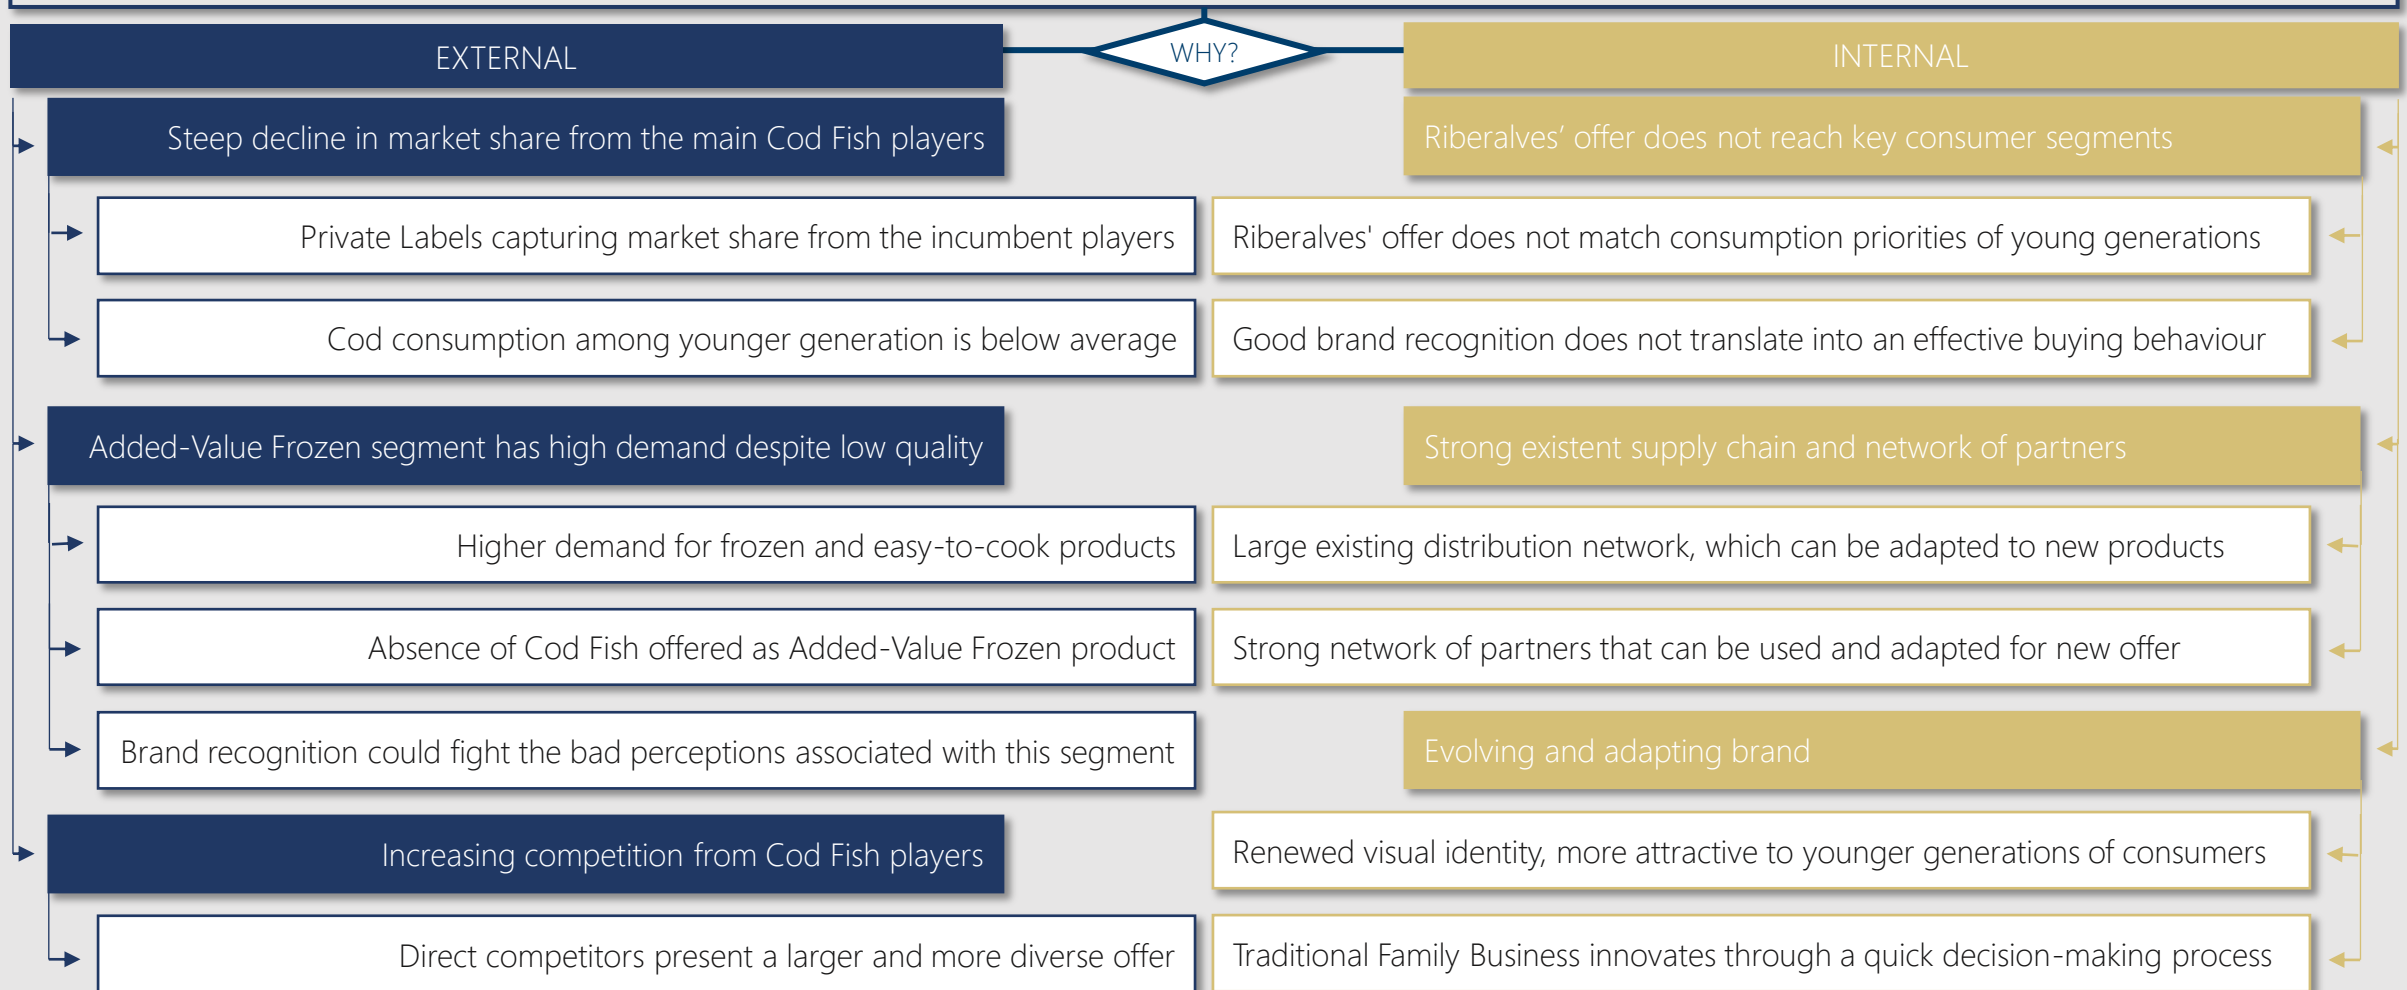 WHY?
EXTERNAL
Steep decline in market share from the main Cod Fish players
Private Labels capturing market share from the incumbent players
Cod consumption among younger generation is below average
Added-Value Frozen segment has high demand despite low quality
Higher demand for frozen and easy-to-cook products
Absence of Cod Fish offered as Added-Value Frozen product
Brand recognition could fight the bad perceptions associated with this segment
Increasing competition from Cod Fish players
Direct competitors present a larger and more diverse offer
INTERNAL
Riberalves’ offer does not reach key consumer segments
Riberalves' offer does not match consumption priorities of young generations
Good brand recognition does not translate into an effective buying behaviour
Strong existent supply chain and network of partners
Large existing distribution network, which can be adapted to new products
Strong network of partners that can be used and adapted for new offer
Evolving and adapting brand
Renewed visual identity, more attractive to younger generations of consumers
Traditional Family Business innovates through a quick decision-making process